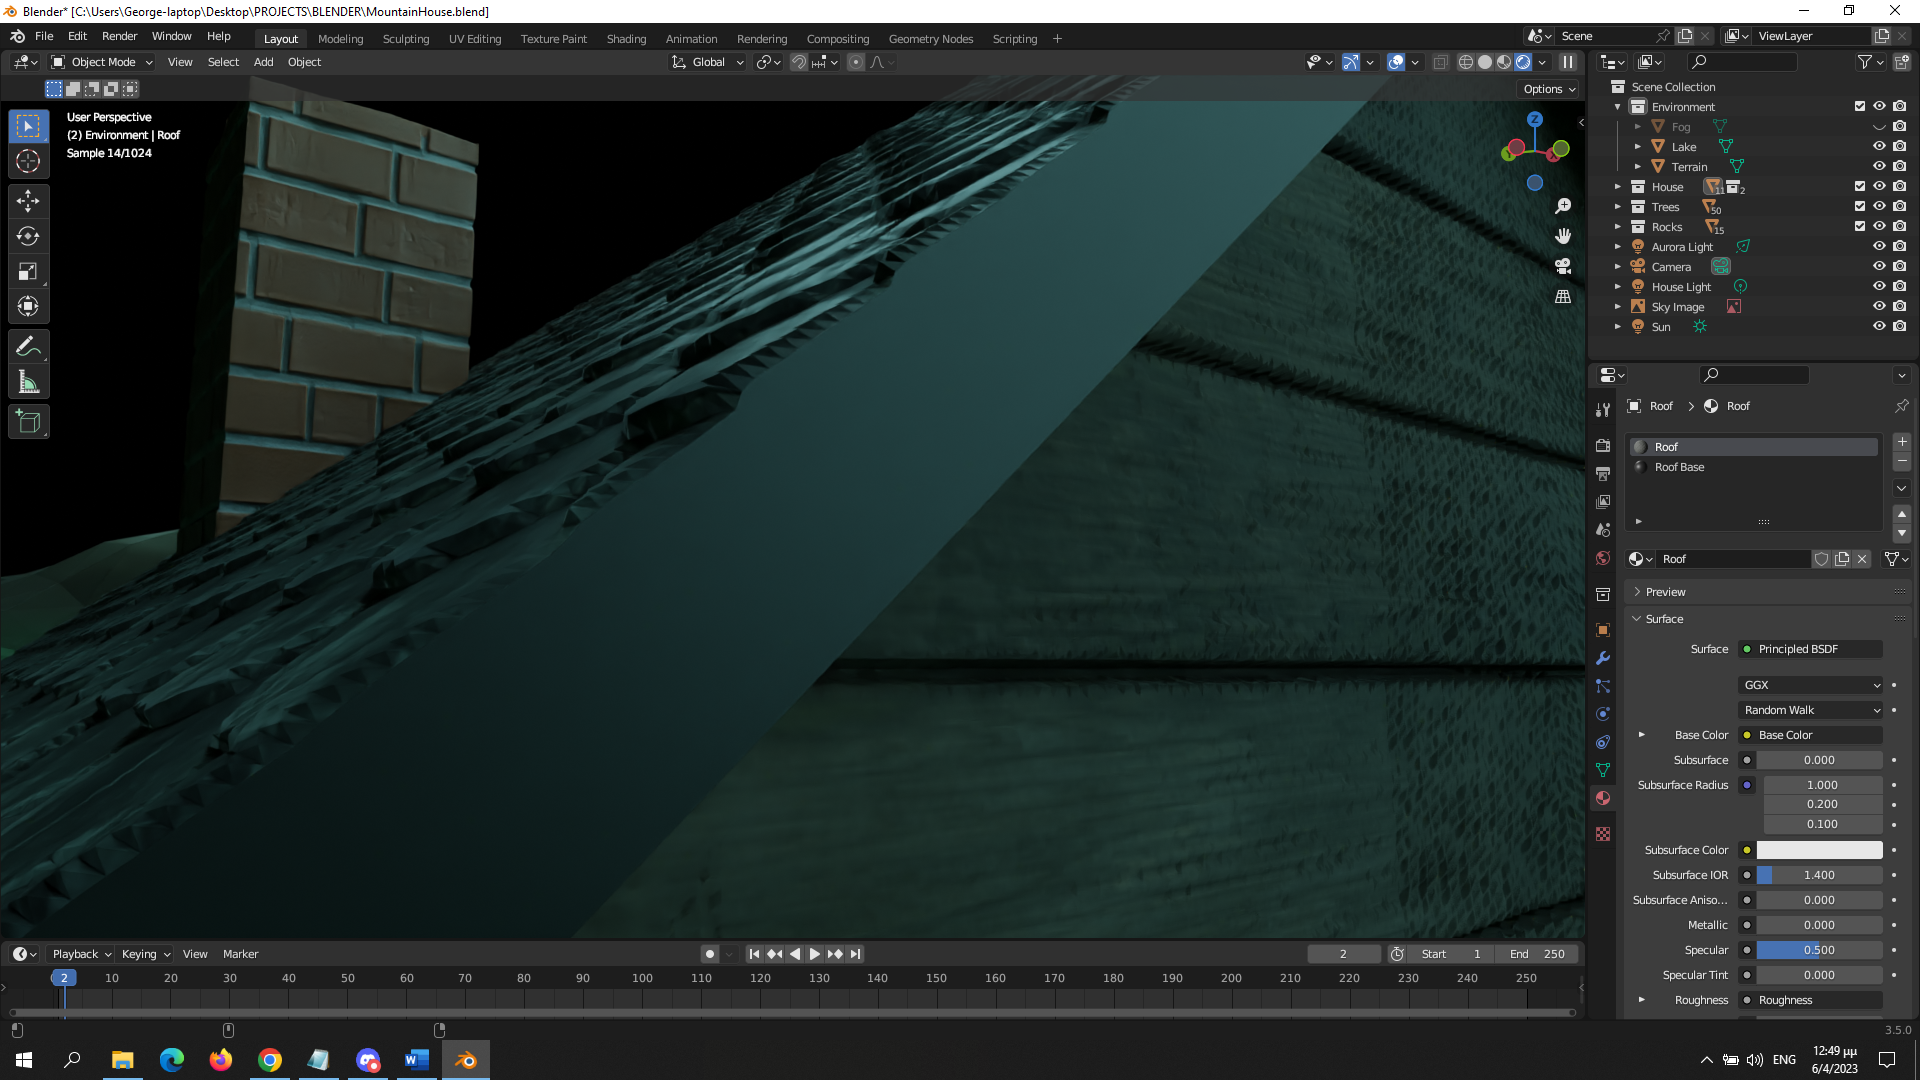 Blender* [C:\Users\George-laptop\Desktop\PROJECTS\BLENDER\MountainHouse.blend]
File Edit Render Window Help Layout Modeling Sculpting UV Editing Texture Paint Shading Animation Rendering Compositing Geometry Nodes Scripting + Scene ViewLayer
Object Mode View Select Add Object Global
Options
User Perspective
(2) Environment | Roof
Sample 14/1024
Z
Y
X
Scene Collection
Environment
Fog
Lake
Terrain
House 11 2
Trees 50
Rocks 15
Aurora Light
Camera
House Light
Sky Image
Sun
Roof > Roof
Roof
Roof Base
Roof
Preview
Surface
Surface Principled BSDF
GGX
Random Walk
Base Color Base Color
Subsurface 0.000
Subsurface Radius 1.000
0.200
0.100
Subsurface Color
Subsurface IOR 1.400
Subsurface Aniso... 0.000
Metallic 0.000
Specular 0.500
Specular Tint 0.000
Roughness Roughness
Playback Keying View Marker 2 Start 1 End 250
2 10 20 30 40 50 60 70 80 90 100 110 120 130 140 150 160 170 180 190 200 210 220 230 240 250
3.5.0
ENG
12:49 μμ
6/4/2023